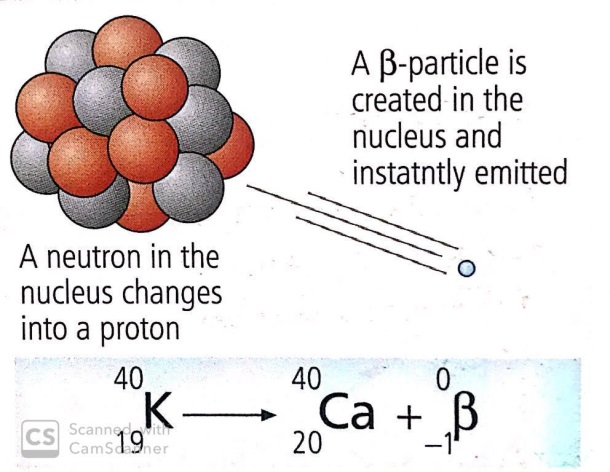 A β-particle is
created in the
nucleus and
instatntly emitted
A neutron in the
nucleus changes
into a proton
40 19 K ⟶ 40 20 Ca + 0 -1 β
CS Scanned with
CamScanner